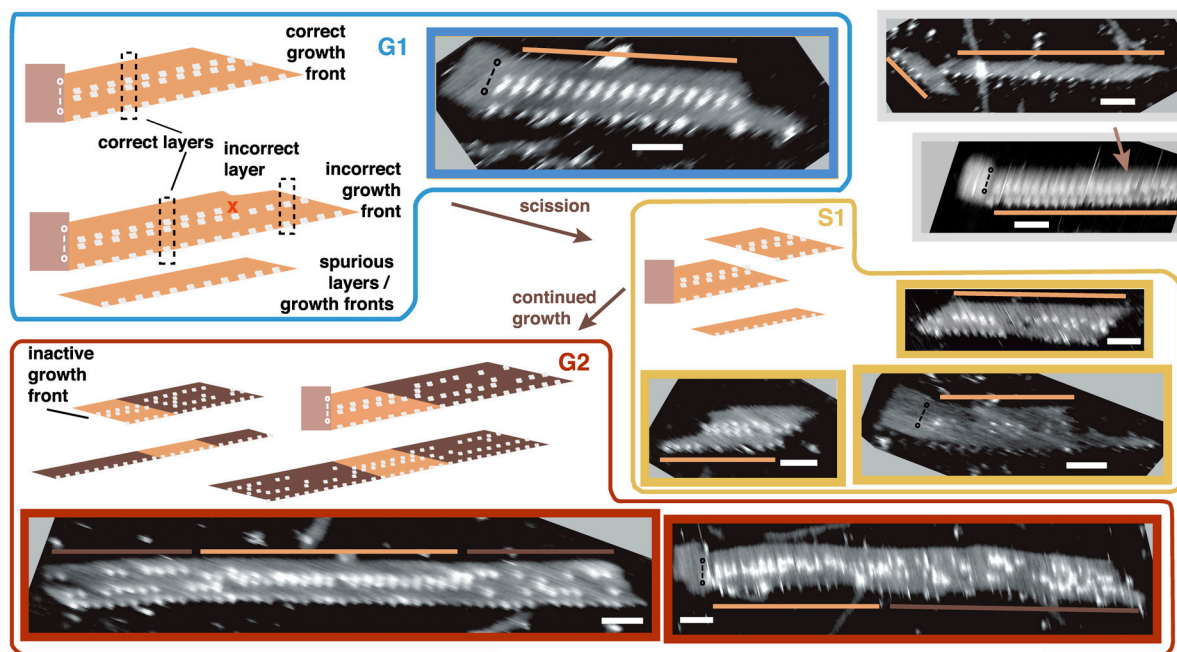 correct
growth
front
G1
correct layers
incorrect
layer
incorrect
growth
front
x
spurious
layers /
growth fronts
scission
S1
continued
growth
G2
inactive
growth
front